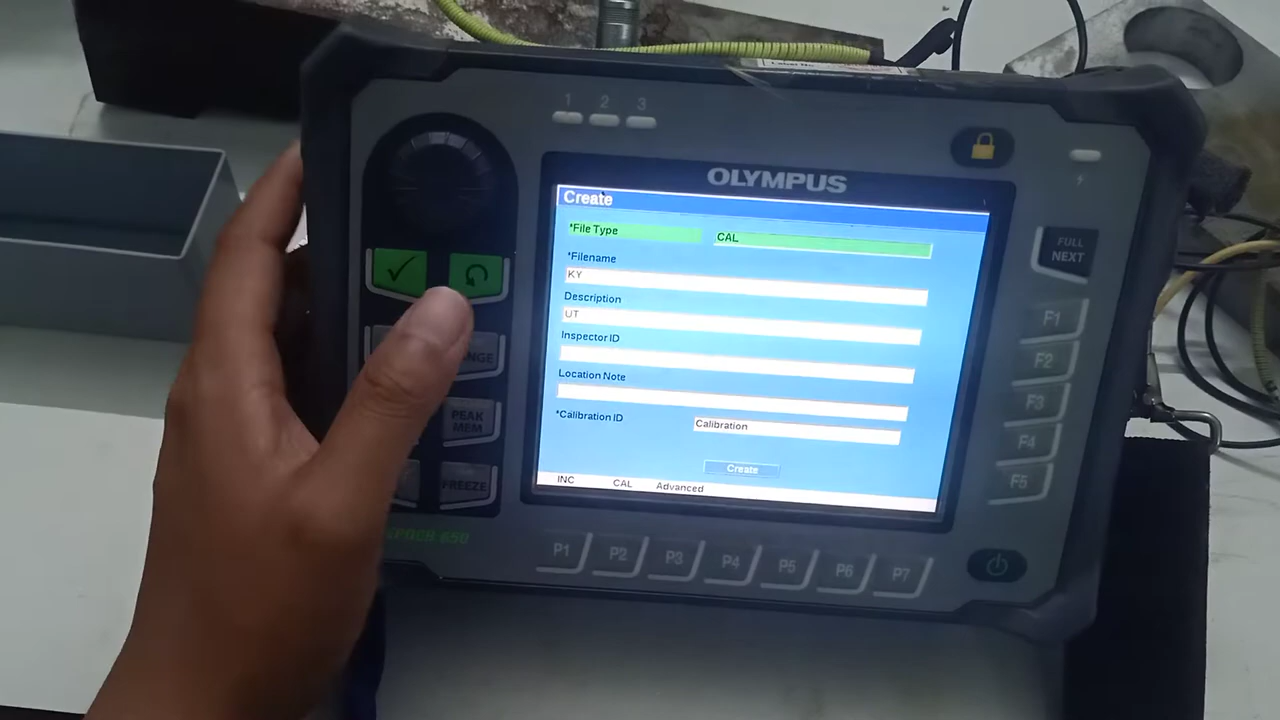 1 2 3
OLYMPUS
Create
*File Type CAL
*Filename
KY
Description
UT
Inspector ID
Location Note
*Calibration ID Calibration
Create
INC CAL Advanced
FULL
NEXT
F1
F2
F3
F4
F5
PEAK
MEM
FREEZE
P1 P2 P3 P4 P5 P6 P7